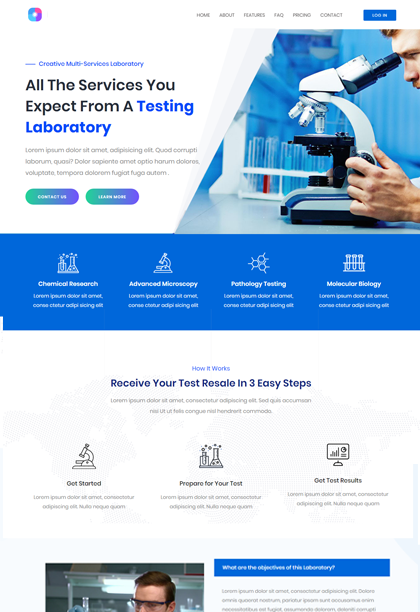 HOME ABOUT FEATURES FAQ PRICING CONTACT LOG IN
Creative Multi-Services Laboratory
All The Services You
Expect From A Testing
Laboratory
Lorem ipsum dolor sit amet, adipisicing elit. Quod corrupti
laborum, quasi? Dolor sapiente amet optio harum dolores,
voluptate, tempora dolorem fugiat fuga autem .
CONTACT US LEARN MORE
Chemical Research
Lorem ipsum dolor sit amet,
conse ctetur adipi sicing elit
Advanced Microscopy
Lorem ipsum dolor sit amet,
conse ctetur adipi sicing elit
Pathology Testing
Lorem ipsum dolor sit amet,
conse ctetur adipi sicing elit
Molecular Biology
Lorem ipsum dolor sit amet,
conse ctetur adipi sicing elit
How It Works
Receive Your Test Resale In 3 Easy Steps
Lorem ipsum dolor sit amet, consectetur adipiscing elit. Sed quis accumsan
nisi Ut ut felis congue nisl hendrerit commodo.
Get Started
Lorem ipsum dolor sit amet, consectetur
adipiscing elit. Nulla neque quam
Prepare for Your Test
Lorem ipsum dolor sit amet, consectetur
adipiscing elit. Nulla neque quam
Get Test Results
Lorem ipsum dolor sit amet, consectetur
adipiscing elit. Nulla neque quam
What are the objectives of this Laboratory?
Lorem ipsum dolor sit amet, consectetur adipisicing elit. Dolores
omnis quaerat nostrum, pariatur ipsam sunt accusamus enim